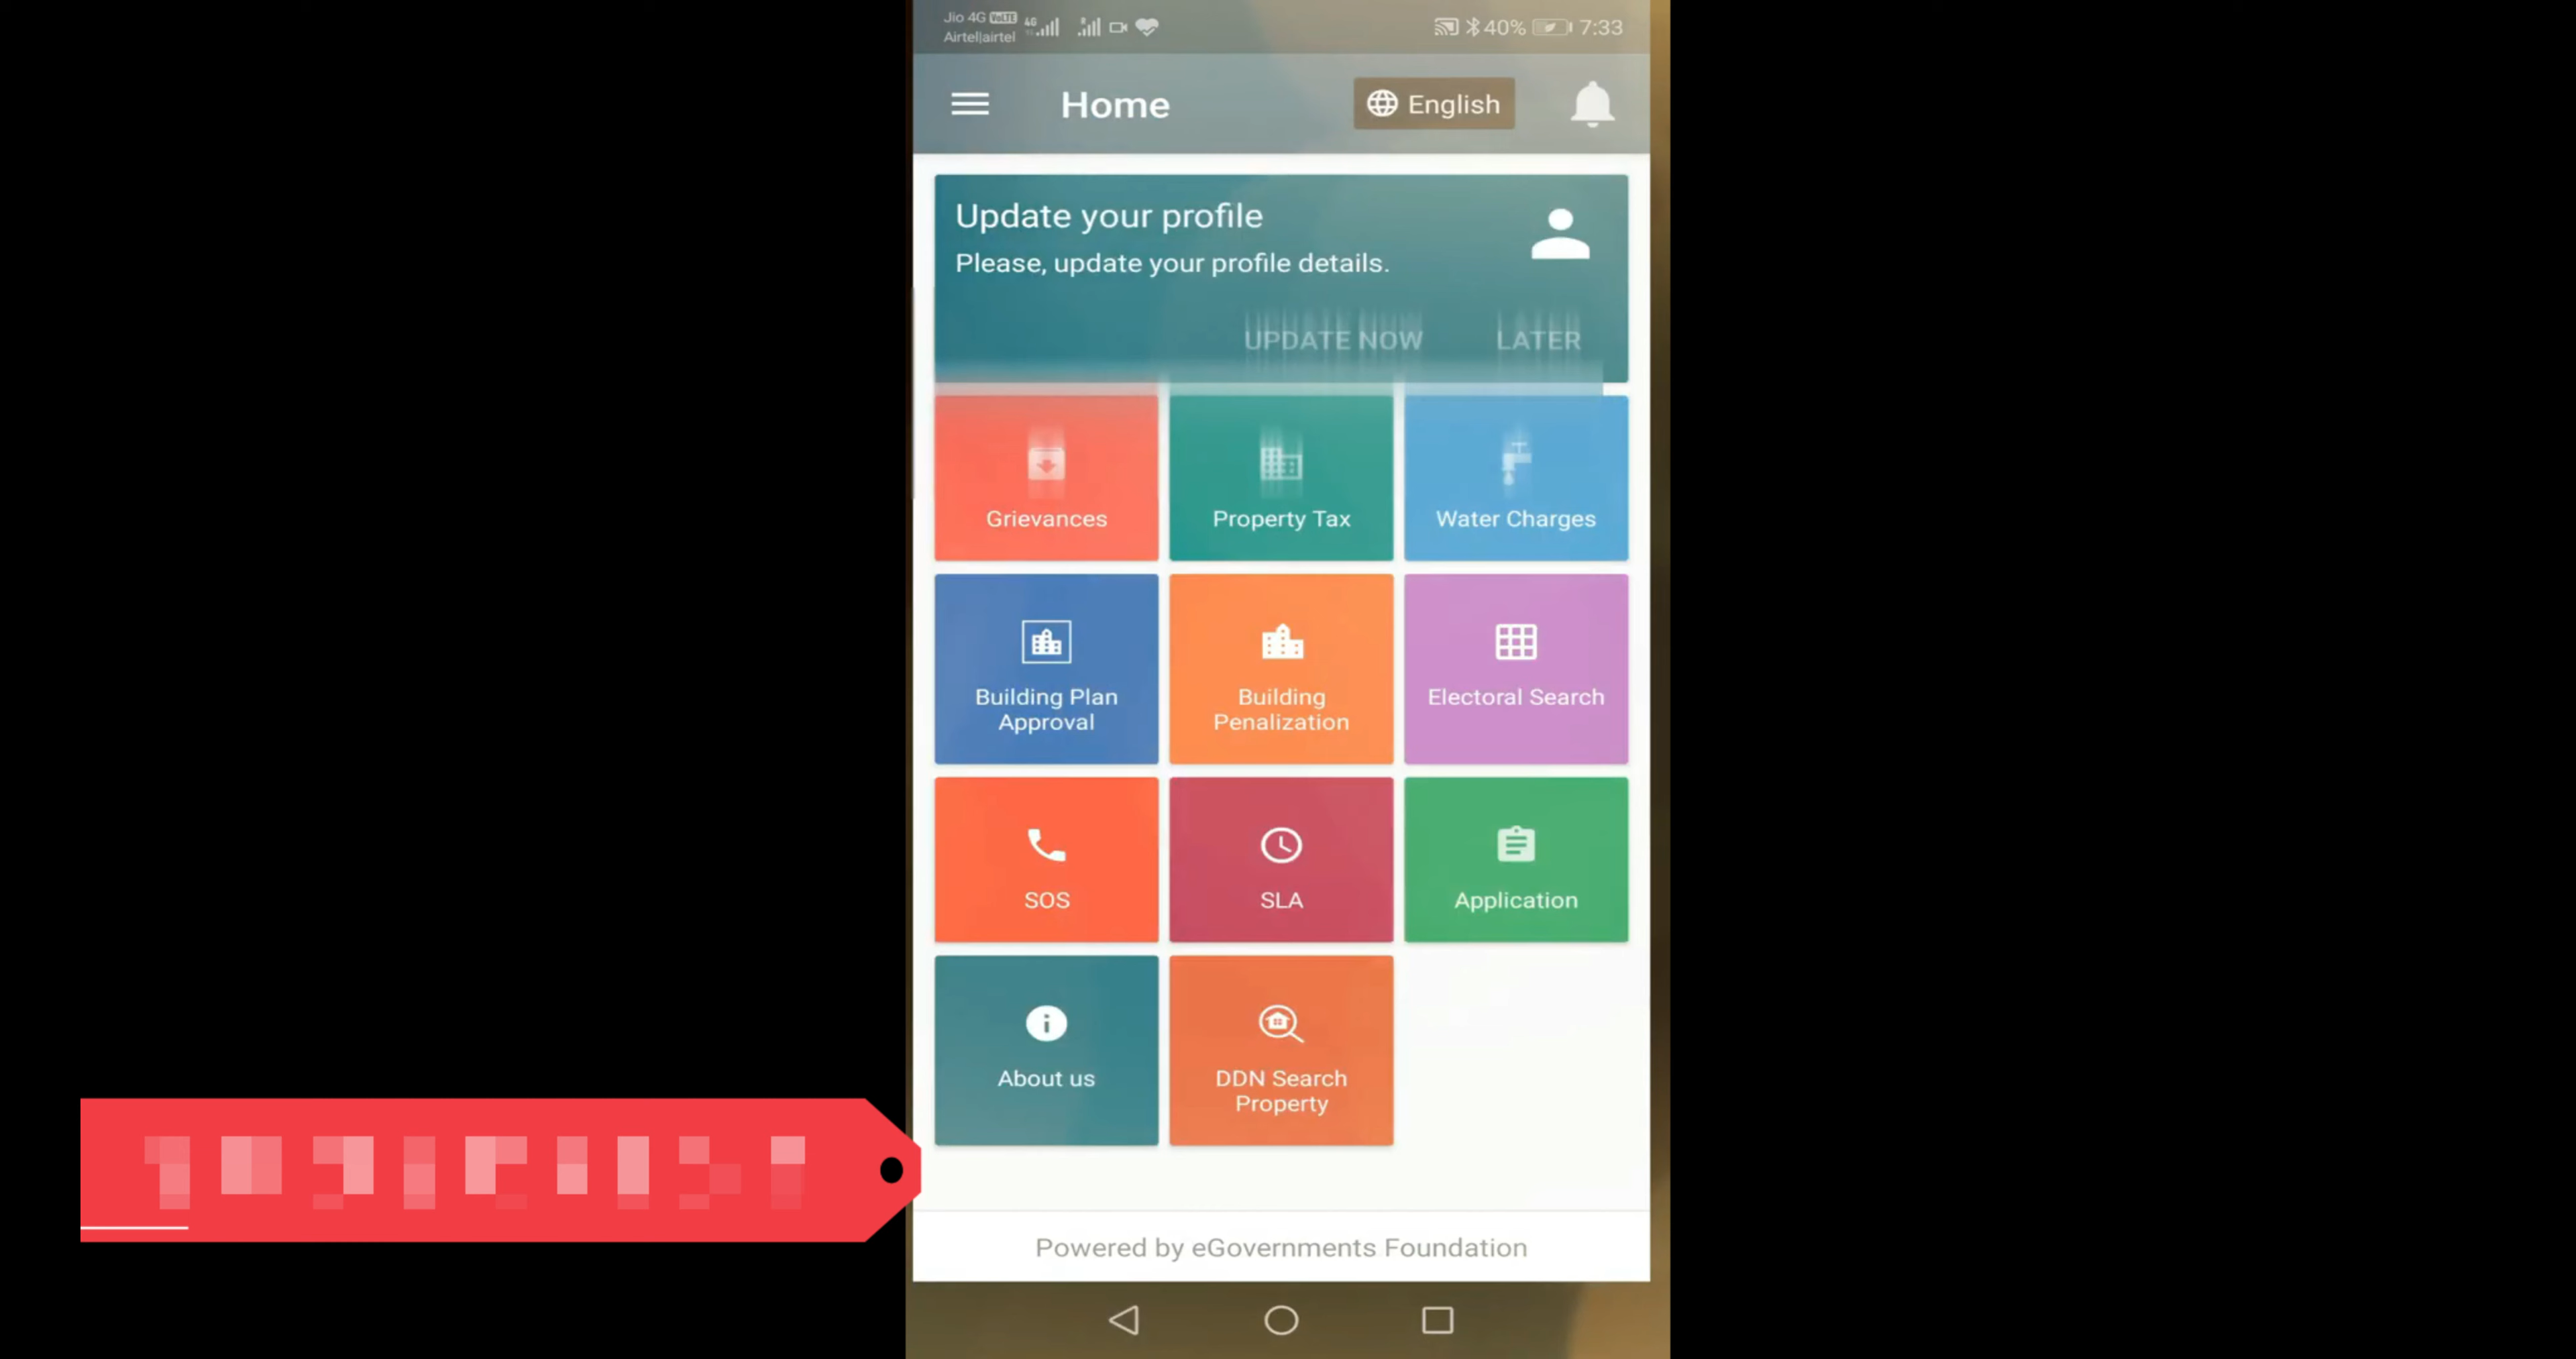 Jio 4G VoLTE 4G
Airtel|airtel
40% 7:33
Home
English
Update your profile
Please, update your profile details.
UPDATE NOW LATER
Grievances
Property Tax
Water Charges
Building Plan
Approval
Building
Penalization
Electoral Search
SOS
SLA
Application
About us
DDN Search
Property
Powered by eGovernments Foundation